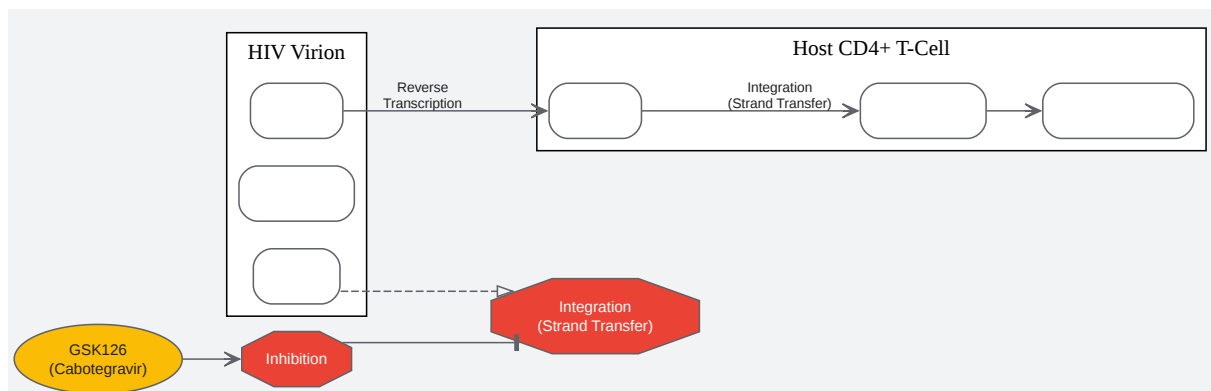 HIV Virion
Host CD4+ T-Cell
Reverse
Transcription
Integration
(Strand Transfer)
Integration
(Strand Transfer)
GSK126
(Cabotegravir)
Inhibition